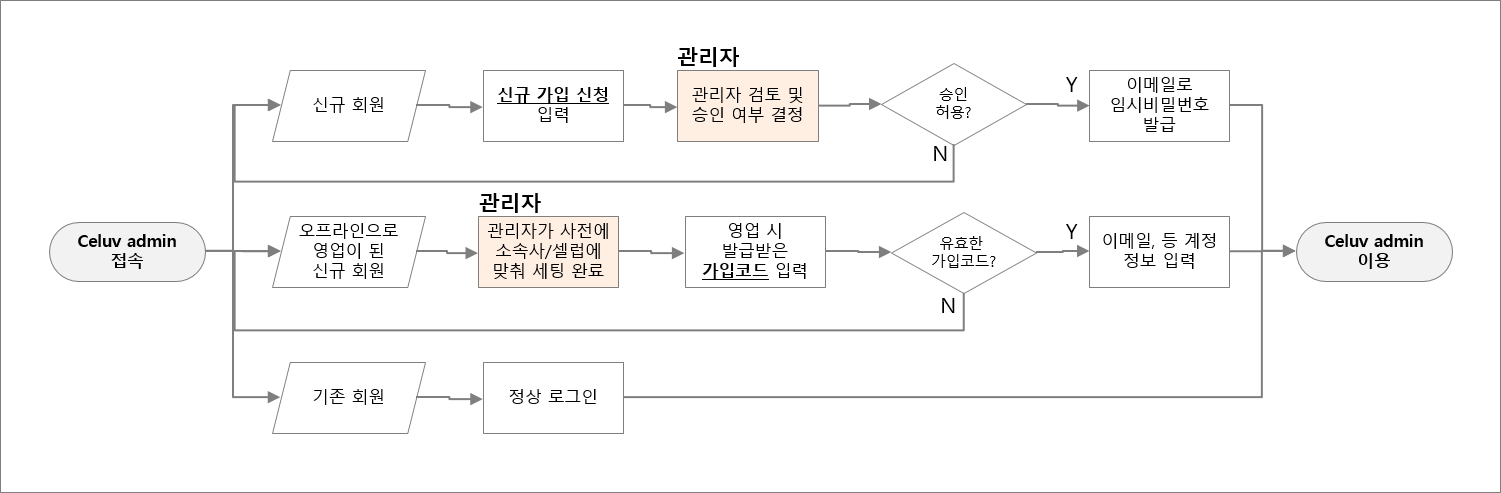 Celuv admin
접속
신규 회원
신규 가입 신청
입력
관리자
관리자 검토 및
승인 여부 결정
승인
허용?
Y
N
이메일로
임시비밀번호
발급
오프라인으로
영업이 된
신규 회원
관리자
관리자가 사전에
소속사/셀럽에
맞춰 세팅 완료
영업 시
발급받은
가입코드 입력
유효한
가입코드?
Y
N
이메일, 등 계정
정보 입력
기존 회원
정상 로그인
Celuv admin
이용